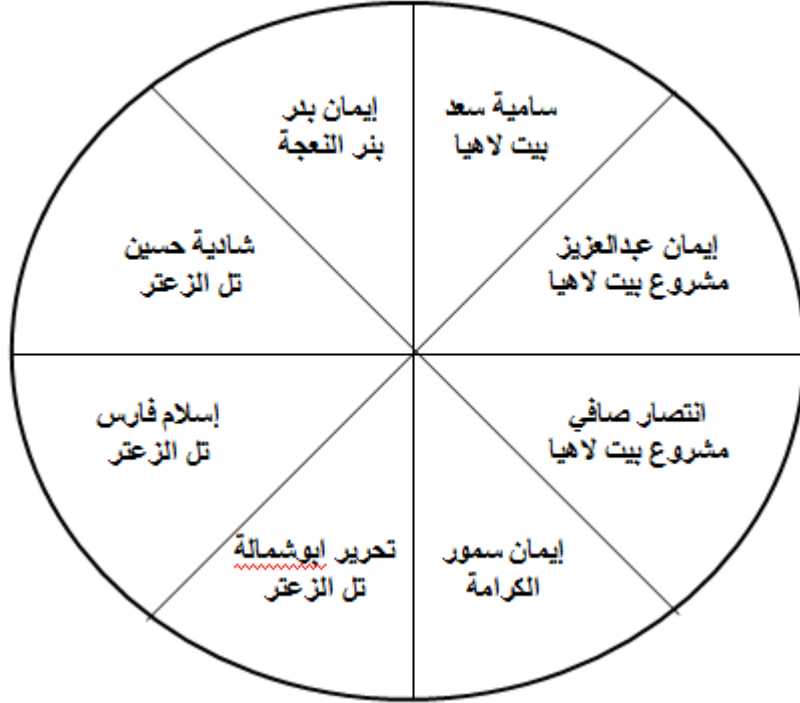 إيمان بدر
بئر النعجة
سامية سعد
بيت لاهيا
شادية حسين
تل الزعتر
إيمان عبدالعزيز
مشروع بيت لاهيا
إسلام فارس
تل الزعتر
انتصار صافي
مشروع بيت لاهيا
تحرير ابوشمالة
تل الزعتر
إيمان سمور
الكرامة